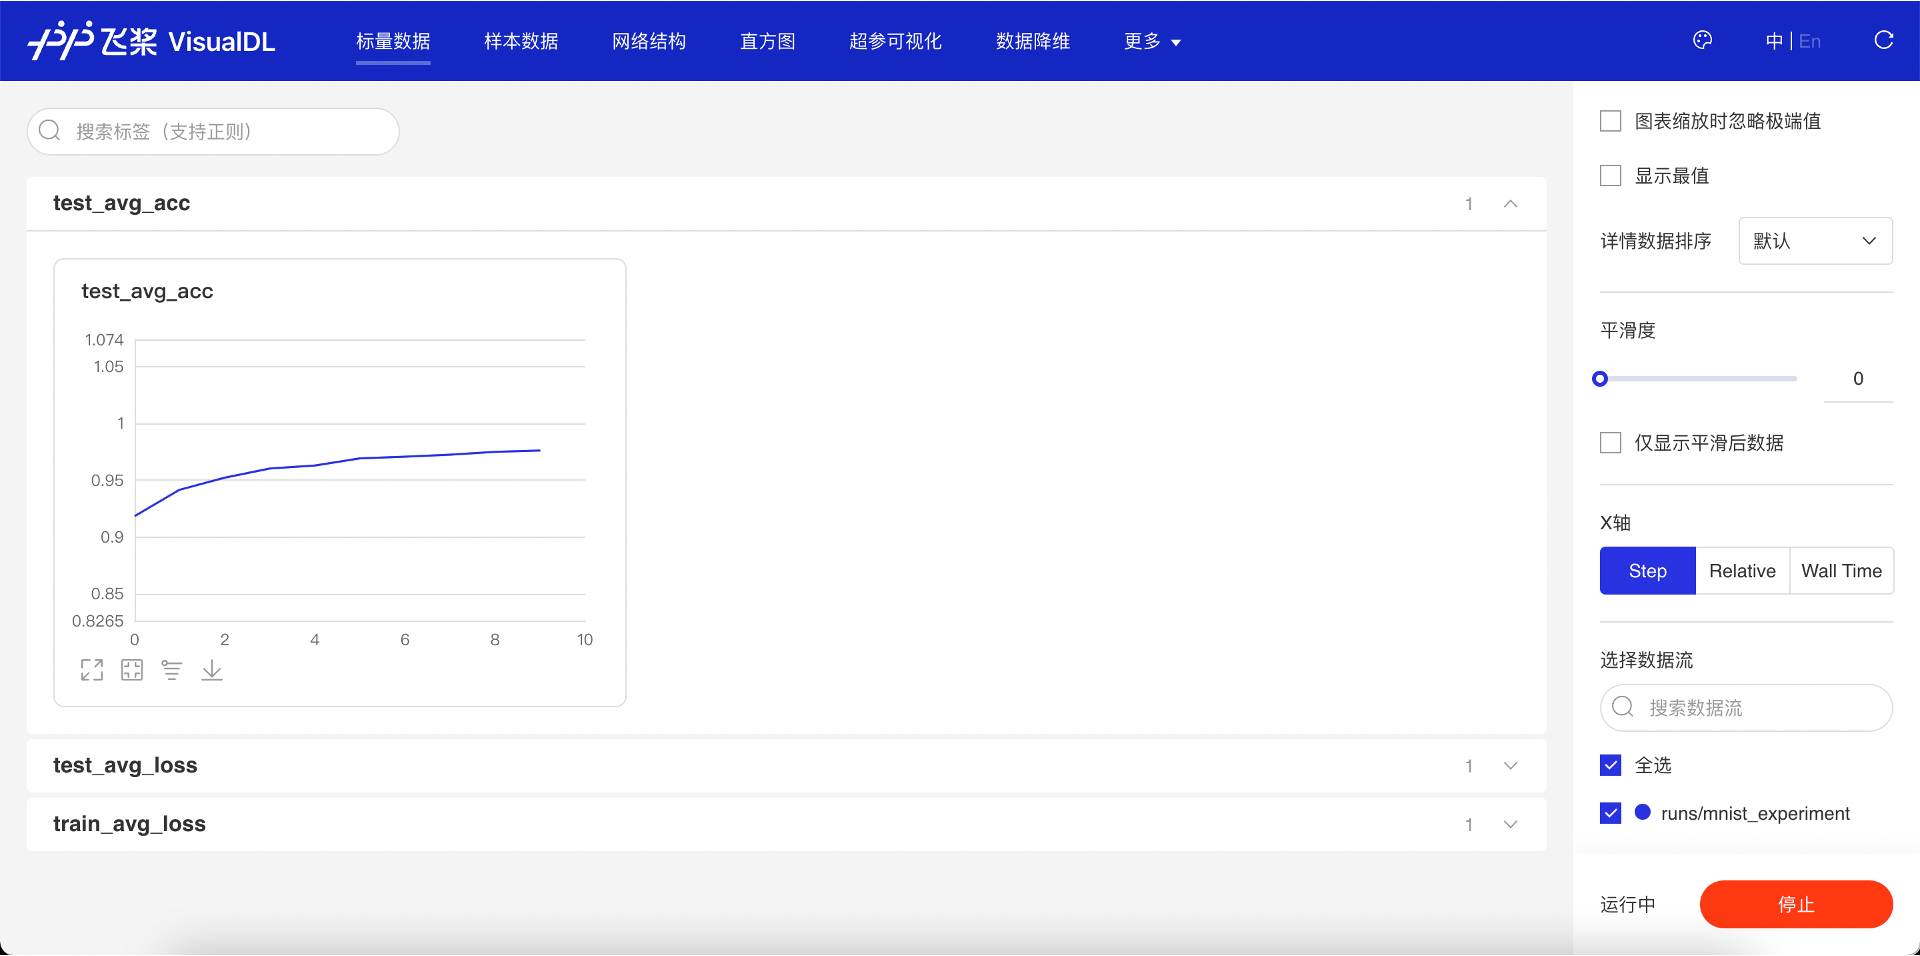 飞桨 VisualDL
标量数据 样本数据 网络结构 直方图 超参可视化 数据降维 更多
中 | En
搜索标签（支持正则）
test_avg_acc 1
test_avg_acc
1.074
1.05
1
0.95
0.9
0.85
0.8265
0 2 4 6 8 10
test_avg_loss 1
train_avg_loss 1
图表缩放时忽略极端值
显示最值
详情数据排序 默认
平滑度
0
仅显示平滑后数据
X轴
Step Relative Wall Time
选择数据流
搜索数据流
全选
runs/mnist_experiment
运行中 停止